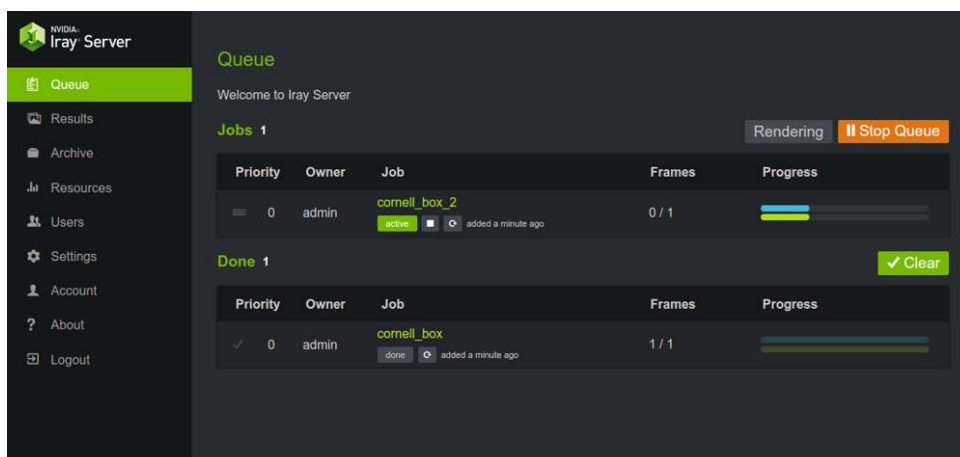 NVIDIA.
Iray Server
Queue
Results
Archive
Resources
Users
Settings
Account
? About
Logout
Queue
Welcome to Iray Server
Jobs 1
Rendering
Stop Queue
Priority Owner Job Frames Progress
cornell_box_2
0 admin 0 / 1
active added a minute ago
Done 1
Clear
Priority Owner Job Frames Progress
cornell_box
0 admin 1 / 1
done added a minute ago